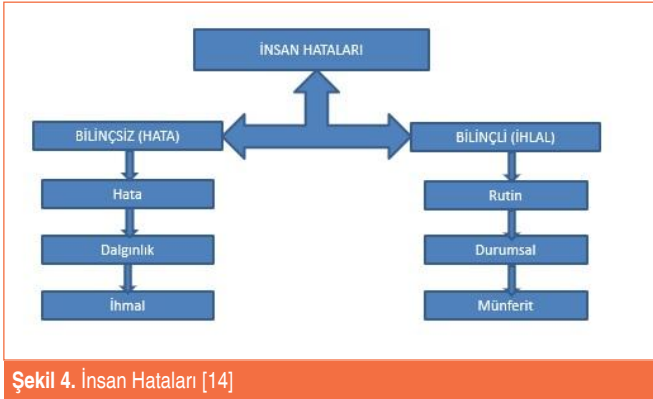 İNSAN HATALARI
BİLİNÇSİZ (HATA)
Hata
Dalgınlık
İhmal
BİLİNÇLİ (İHLAL)
Rutin
Durumsal
Münferit
Şekil 4. İnsan Hataları [14]